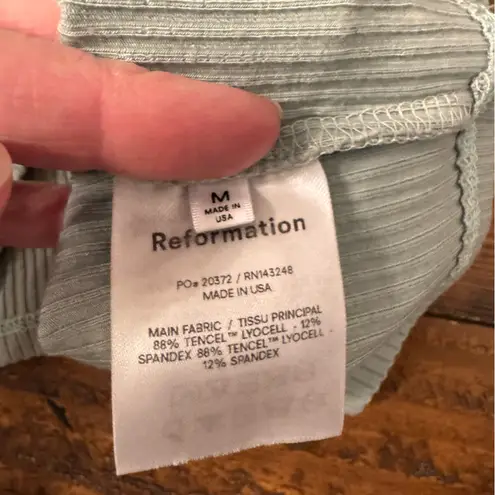 M
MADE IN
USA
Reformation
PO# 20372 / RN143248
MADE IN USA
MAIN FABRIC / TISSU PRINCIPAL
88% TENCEL™ LYOCELL - 12%
SPANDEX 88% TENCEL™ LYOCELL -
12% SPANDEX